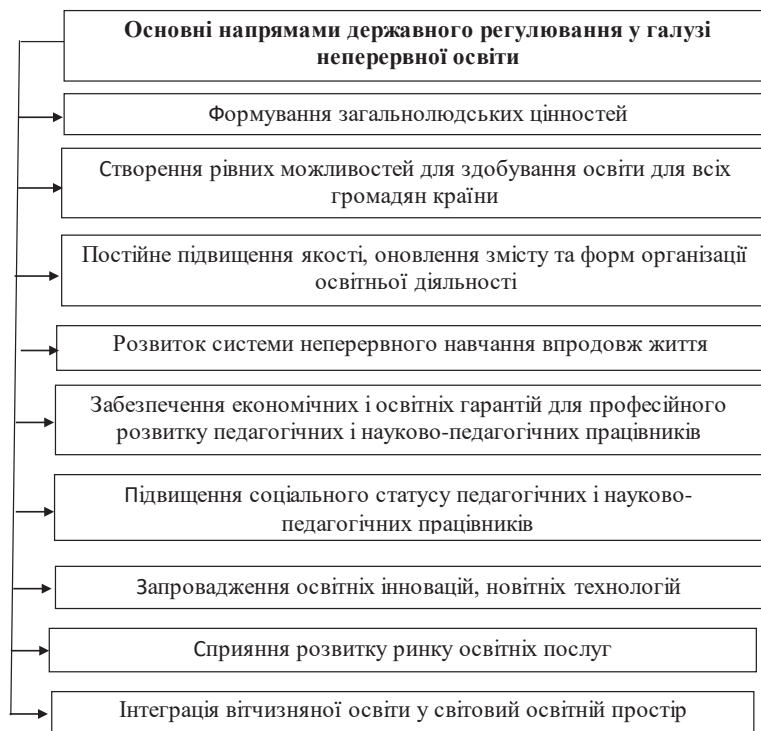 Основні напрямами державного регулювання у галузі
неперервної освіти
Формування загальнолюдських цінностей
Створення рівних можливостей для здобування освіти для всіх
громадян країни
Постійне підвищення якості, оновлення змісту та форм організації
освітньої діяльності
Розвиток системи неперервного навчання впродовж життя
Забезпечення економічних і освітніх гарантій для професійного
розвитку педагогічних і науково-педагогічних працівників
Підвищення соціального статусу педагогічних і науково-
педагогічних працівників
Запровадження освітніх інновацій, новітніх технологій
Сприяння розвитку ринку освітніх послуг
Інтеграція вітчизняної освіти у світовий освітній простір